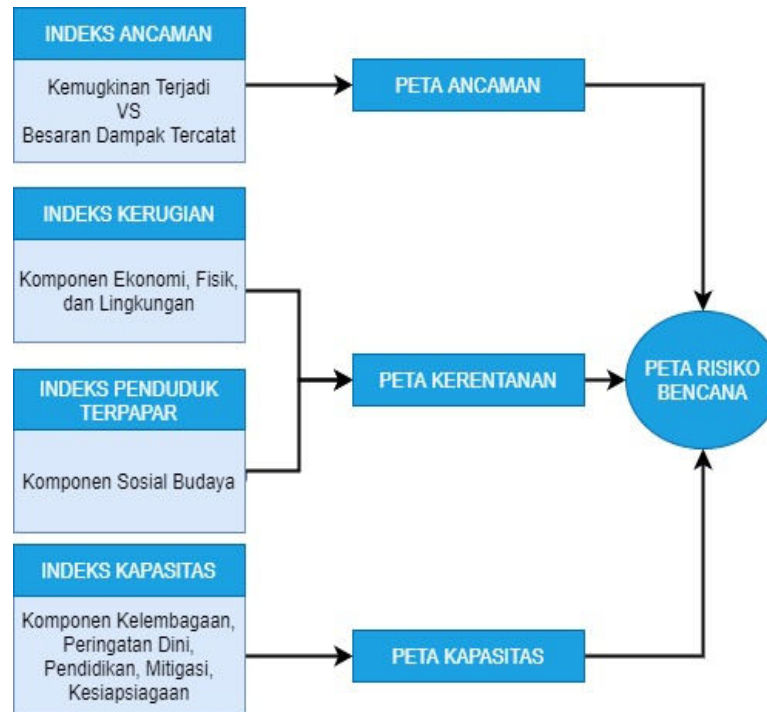 INDEKS ANCAMAN
Kemugkinan Terjadi
VS
Besaran Dampak Tercatat
PETA ANCAMAN
INDEKS KERUGIAN
Komponen Ekonomi, Fisik,
dan Lingkungan
INDEKS PENDUDUK
TERPAPAR
Komponen Sosial Budaya
PETA KERENTANAN
PETA RISIKO
BENCANA
INDEKS KAPASITAS
Komponen Kelembagaan,
Peringatan Dini,
Pendidikan, Mitigasi,
Kesiapsiagaan
PETA KAPASITAS